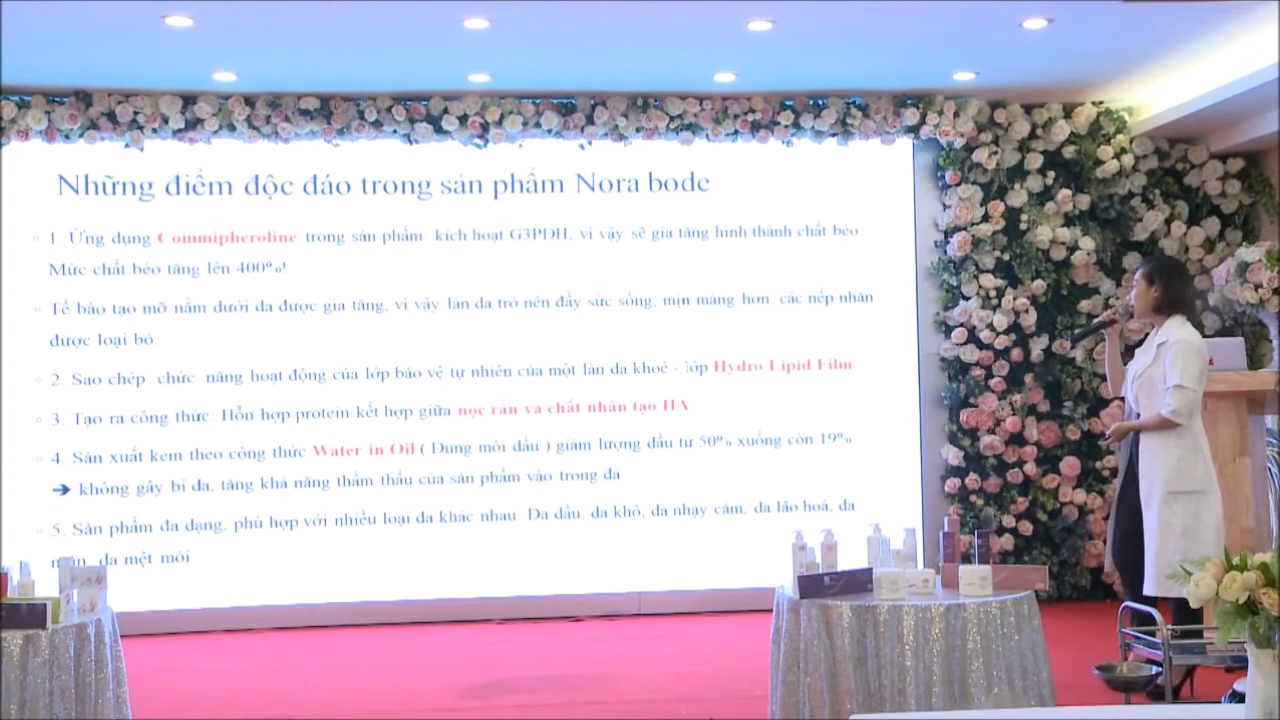 Những điểm độc đáo trong sản phẩm Nora bode
1. Ứng dụng Commipheroline trong sản phẩm kích hoạt G3PDH, vì vậy sẽ gia tăng hình thành chất béo
Mức chất béo tăng lên 400%!
Tế bào tạo mỡ nằm dưới da được gia tăng, vì vậy làn da trở nên đầy sức sống, mịn màng hơn, các nếp nhăn
được loại bỏ.
2. Sao chép chức năng hoạt động của lớp bảo vệ tự nhiên của một làn da khoẻ - lớp Hydro Lipid Film
3. Tạo ra công thức: Hỗn hợp protein kết hợp giữa nọc rắn và chất nhân tạo HA
4. Sản xuất kem theo công thức Water in Oil ( Dung môi dầu ) giảm lượng dầu từ 50% xuống còn 19%
➔ không gây bí da, tăng khả năng thẩm thấu của sản phẩm vào trong da
5. Sản phẩm đa dạng, phù hợp với nhiều loại da khác nhau: Da dầu, da khô, da nhạy cảm, da lão hoá, da
da mệt mỏi